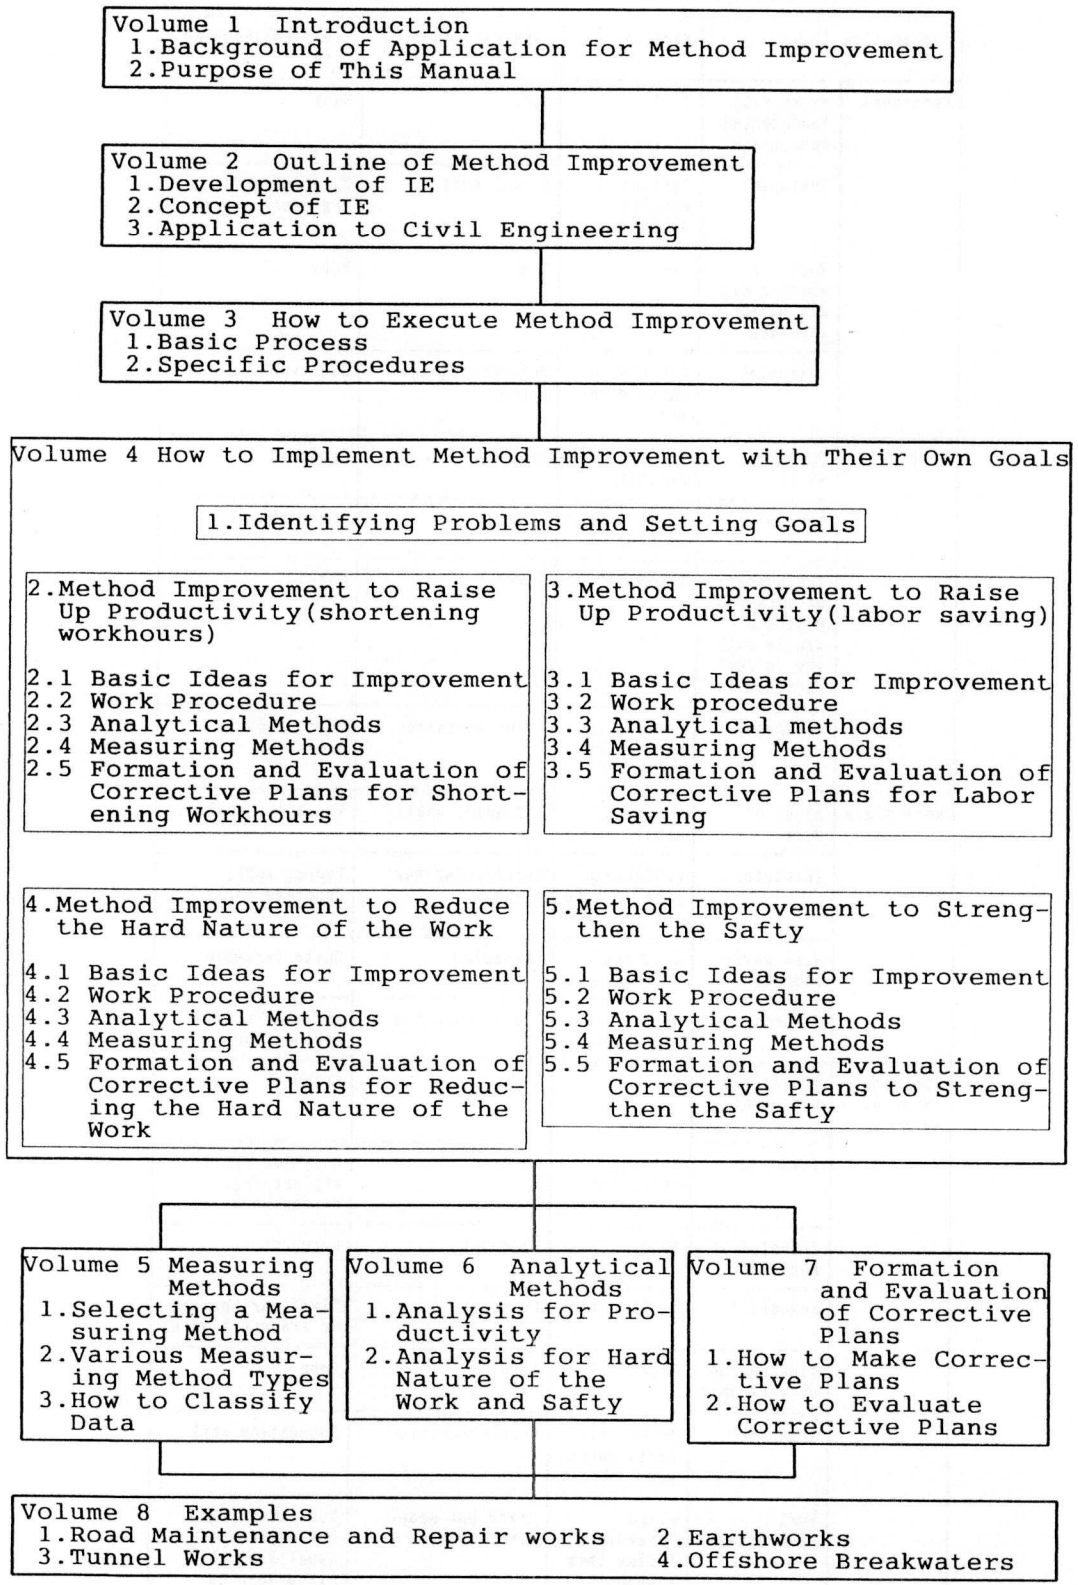 Volume 1 Introduction
1.Background of Application for Method Improvement
2.Purpose of This Manual
Volume 2 Outline of Method Improvement
1.Development of IE
2.Concept of IE
3.Application to Civil Engineering
Volume 3 How to Execute Method Improvement
1.Basic Process
2.Specific Procedures
Volume 4 How to Implement Method Improvement with Their Own Goals
1.Identifying Problems and Setting Goals
2.Method Improvement to Raise
Up Productivity(shortening
workhours)
2.1 Basic Ideas for Improvement
2.2 Work Procedure
2.3 Analytical Methods
2.4 Measuring Methods
2.5 Formation and Evaluation of
Corrective Plans for Short-
ening Workhours
3.Method Improvement to Raise
Up Productivity(labor saving)
3.1 Basic Ideas for Improvement
3.2 Work procedure
3.3 Analytical methods
3.4 Measuring Methods
3.5 Formation and Evaluation of
Corrective Plans for Labor
Saving
4.Method Improvement to Reduce
the Hard Nature of the Work
4.1 Basic Ideas for Improvement
4.2 Work Procedure
4.3 Analytical Methods
4.4 Measuring Methods
4.5 Formation and Evaluation of
Corrective Plans for Reduc-
ing the Hard Nature of the
Work
5.Method Improvement to Streng-
then the Safty
5.1 Basic Ideas for Improvement
5.2 Work Procedure
5.3 Analytical Methods
5.4 Measuring Methods
5.5 Formation and Evaluation of
Corrective Plans to Streng-
then the Safty
Volume 5 Measuring
Methods
1.Selecting a Mea-
suring Method
2.Various Measur-
ing Method Types
3.How to Classify
Data
Volume 6 Analytical
Methods
1.Analysis for Pro-
ductivity
2.Analysis for Hard
Nature of the
Work and Safty
Volume 7 Formation
and Evaluation
of Corrective
Plans
1.How to Make Correc-
tive Plans
2.How to Evaluate
Corrective Plans
Volume 8 Examples
1.Road Maintenance and Repair works 2.Earthworks
3.Tunnel Works 4.Offshore Breakwaters